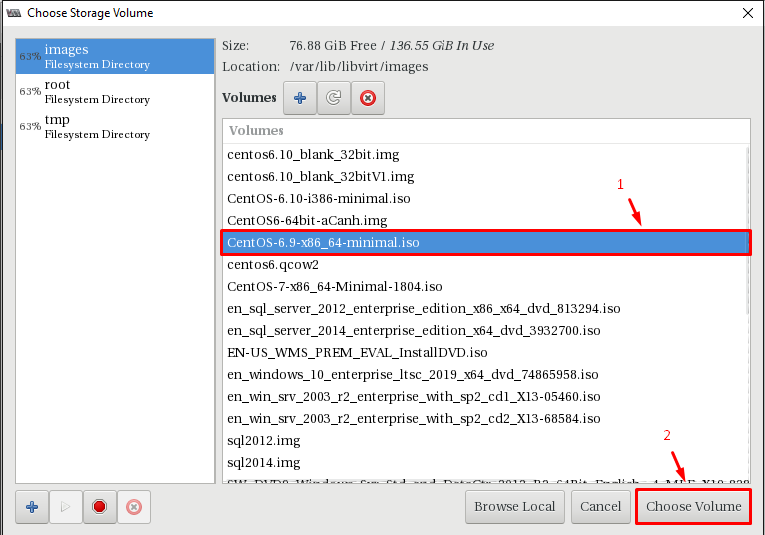 Choose Storage Volume
63% images
Filesystem Directory
63% root
Filesystem Directory
63% tmp
Filesystem Directory
Size: 76.88 GiB Free / 136.55 GiB In Use
Location: /var/lib/libvirt/images
Volumes
Volumes
centos6.10_blank_32bit.img
centos6.10_blank_32bitV1.img
CentOS-6.10-i386-minimal.iso
1
CentOS6-64bit-aCanh.img
CentOS-6.9-x86_64-minimal.iso
centos6.qcow2
CentOS-7-x86_64-Minimal-1804.iso
en_sql_server_2012_enterprise_edition_x86_x64_dvd_813294.iso
en_sql_server_2014_enterprise_edition_x64_dvd_3932700.iso
EN-US_WMS_PREM_EVAL_InstallDVD.iso
en_windows_10_enterprise_ltsc_2019_x64_dvd_74865958.iso
en_win_srv_2003_r2_enterprise_with_sp2_cd1_X13-05460.iso
en_win_srv_2003_r2_enterprise_with_sp2_cd2_X13-68584.iso
sql2012.img
2
sql2014.img
Browse Local
Cancel
Choose Volume